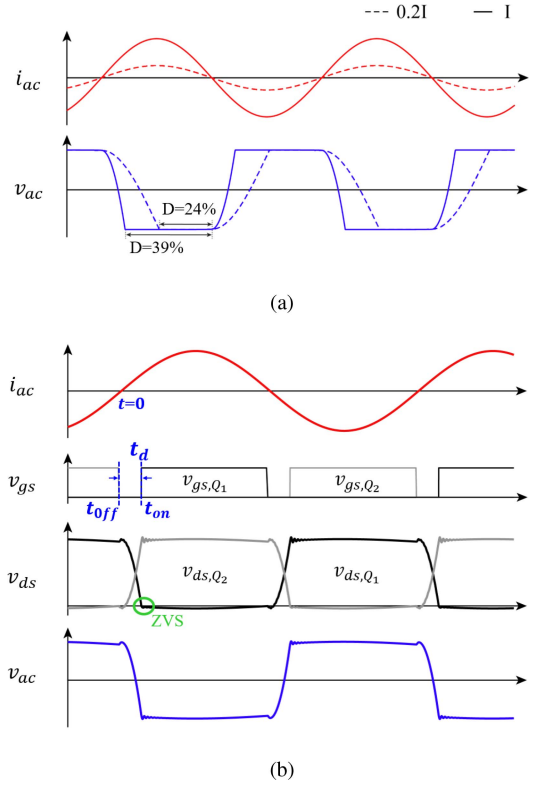 0.2I I
i_ac
v_ac
D=24%
D=39%
(a)
i_ac
t=0
t_d
v_gs
v_gs,Q1 v_gs,Q2
t_0ff t_on
v_ds
v_ds,Q2 v_ds,Q1
ZVS
v_ac
(b)